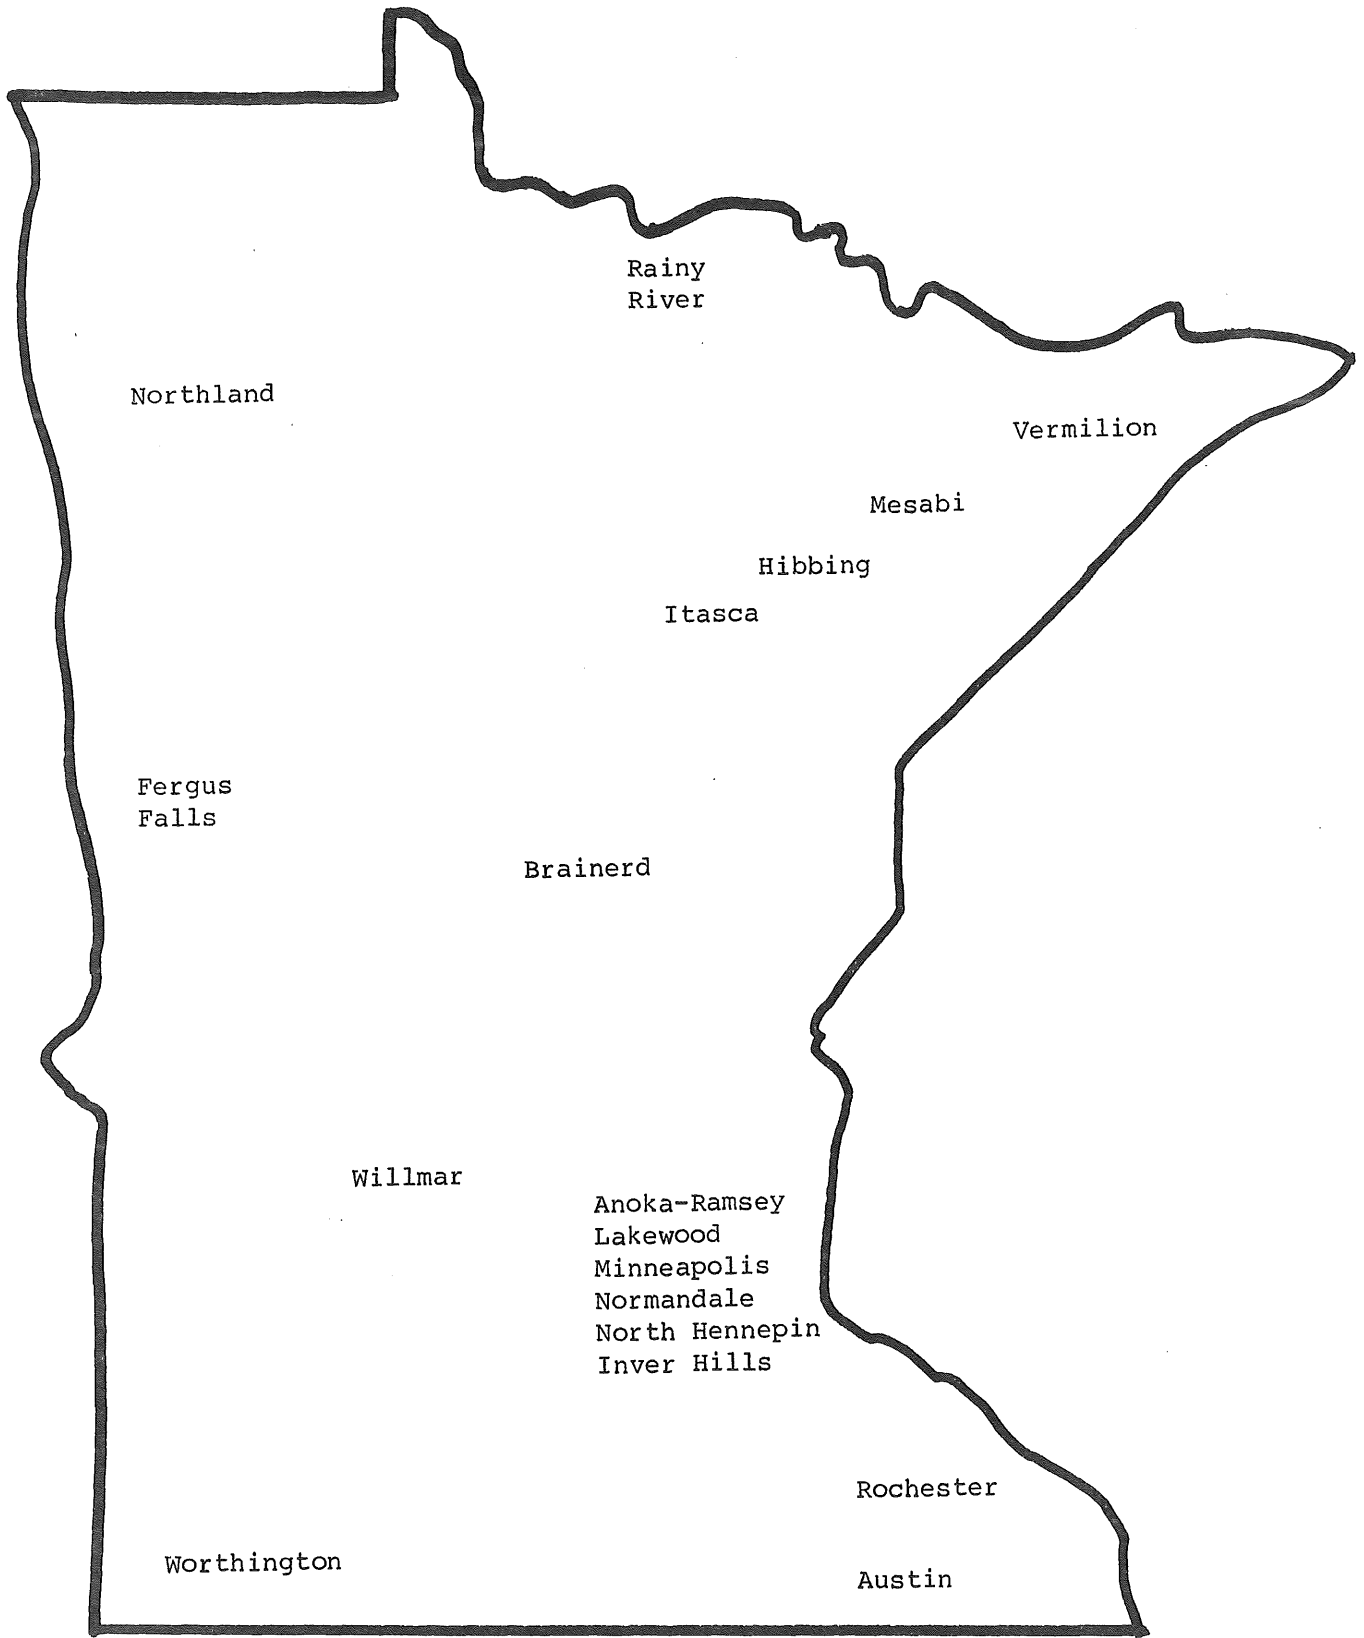 Rainy
River
Northland
Vermilion
Mesabi
Hibbing
Itasca
Fergus
Falls
Brainerd
Willmar
Anoka-Ramsey
Lakewood
Minneapolis
Normandale
North Hennepin
Inver Hills
Rochester
Worthington
Austin